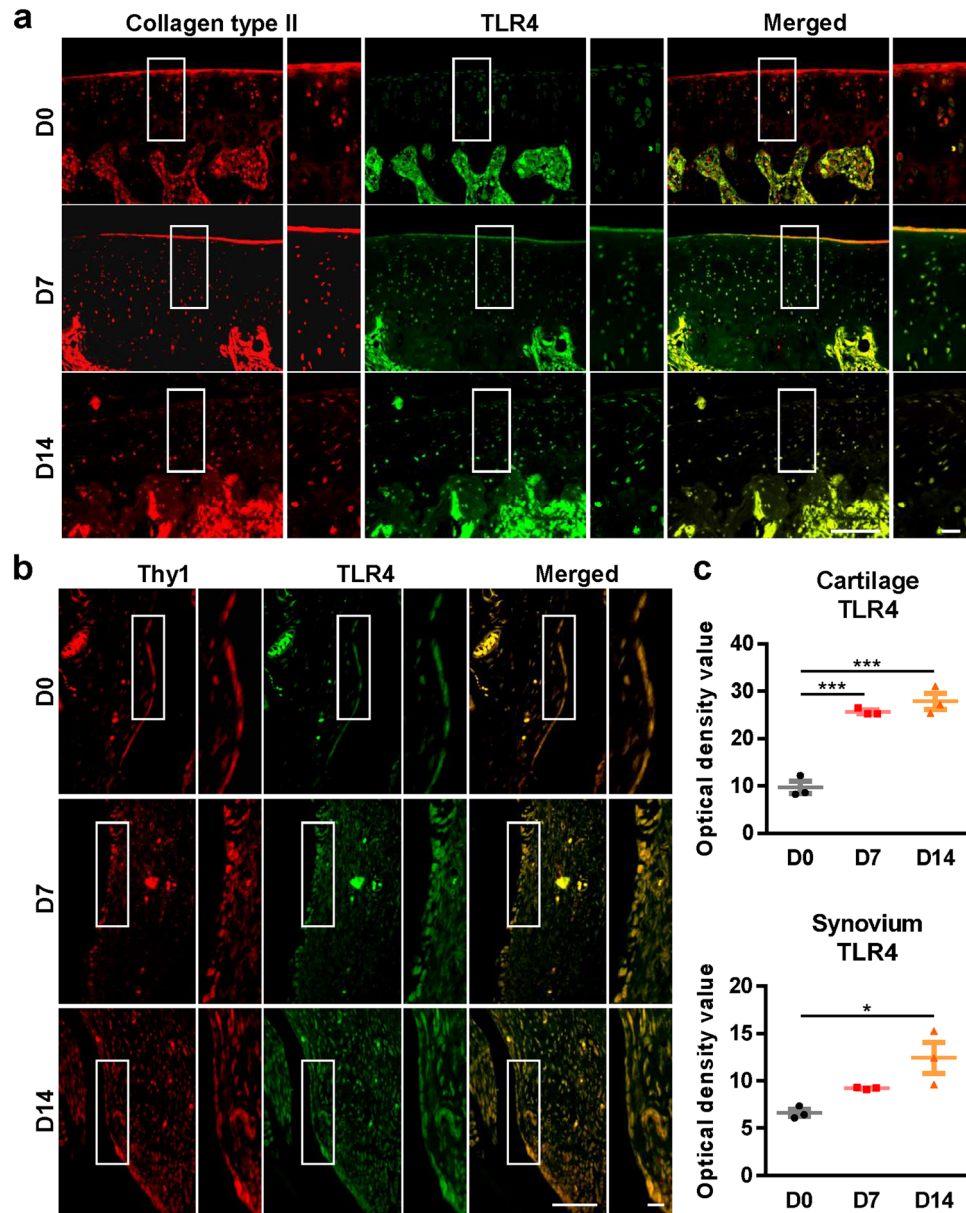 a
Collagen type II
TLR4
Merged
D0
D7
D14
b
Thy1
TLR4
Merged
D0
D7
D14
c
Cartilage
TLR4
Optical density value
40
30
20
10
0
***
***
D0
D7
D14
Synovium
TLR4
Optical density value
20
15
10
5
0
*
D0
D7
D14